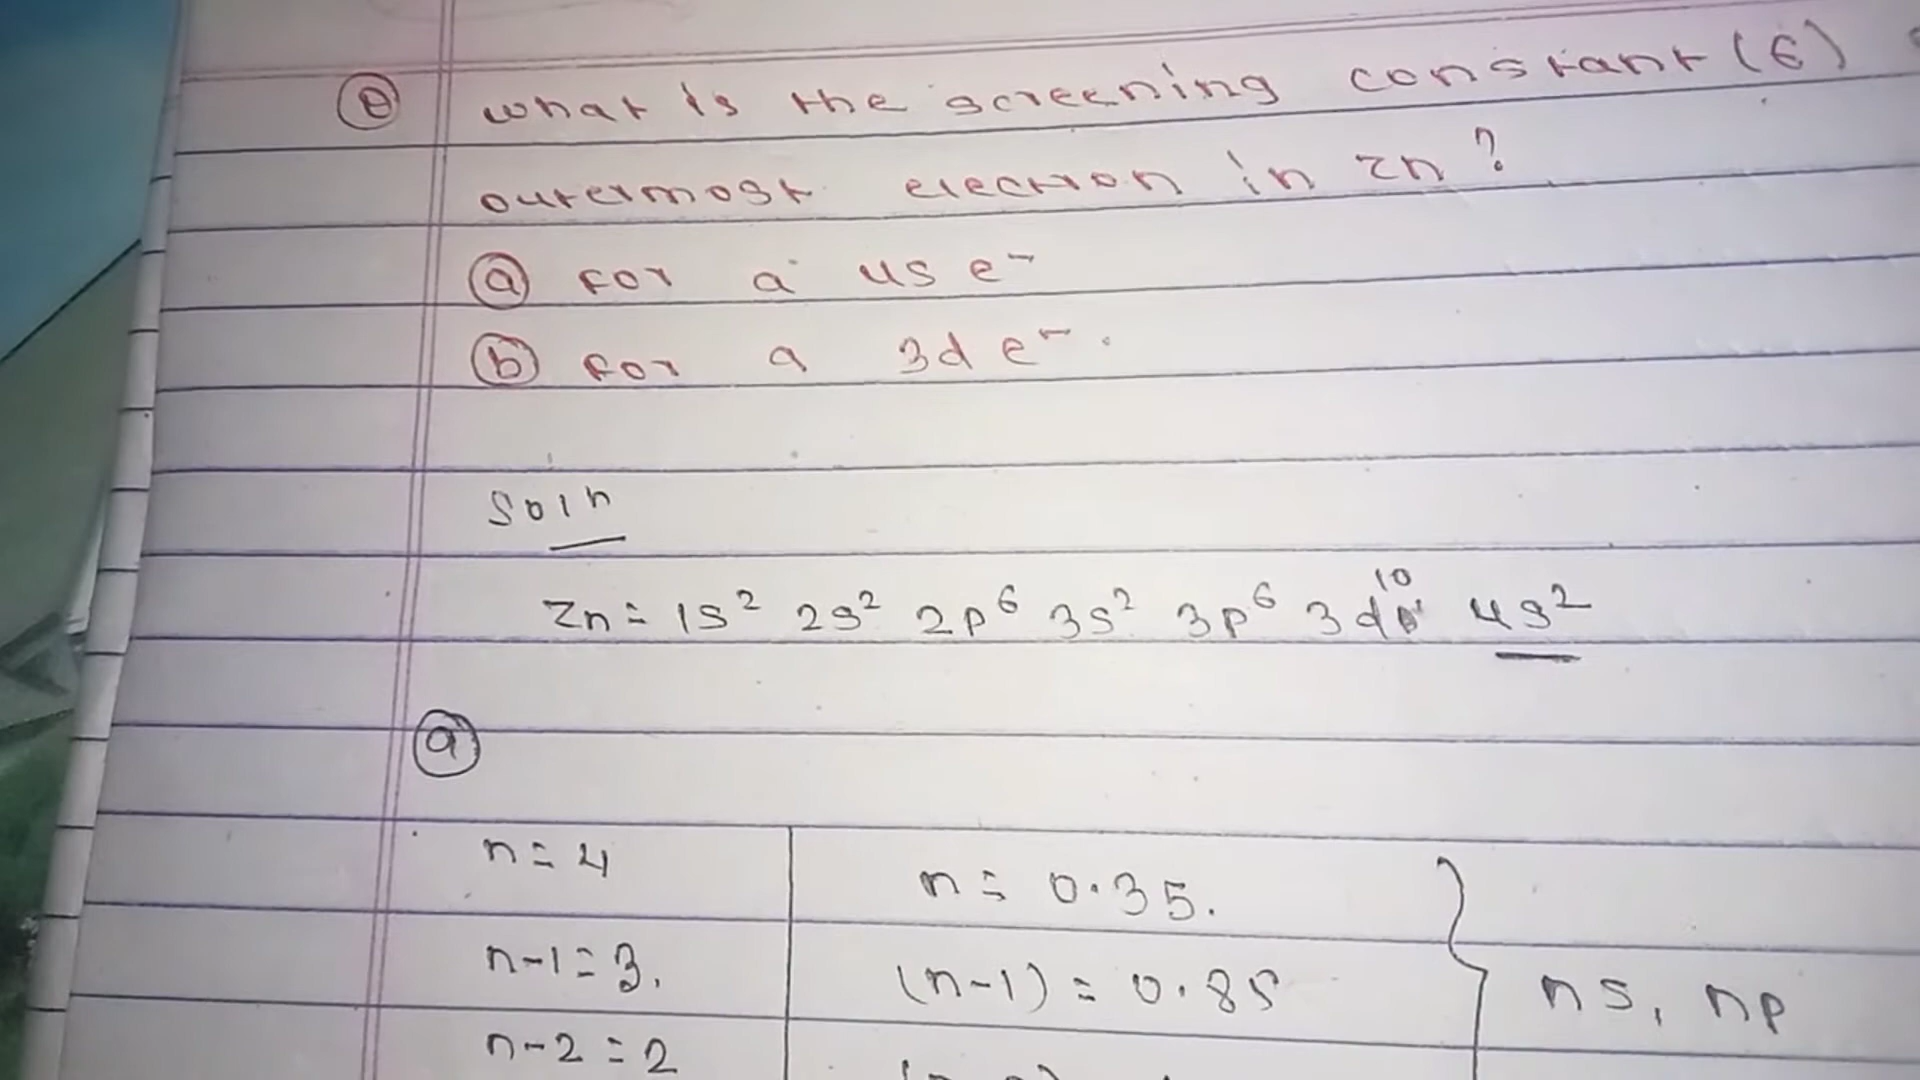 Q what is the screening constant (6)
outermost electron in zn?
a for a 4s e-
b for a 3d e-.
Soln
Zn = 1s² 2s² 2p⁶ 3s² 3p⁶ 3d¹⁰ 4s²
a
n = 4 n = 0.35.
n-1 = 3. (n-1) = 0.85 ns, np
n-2 = 2